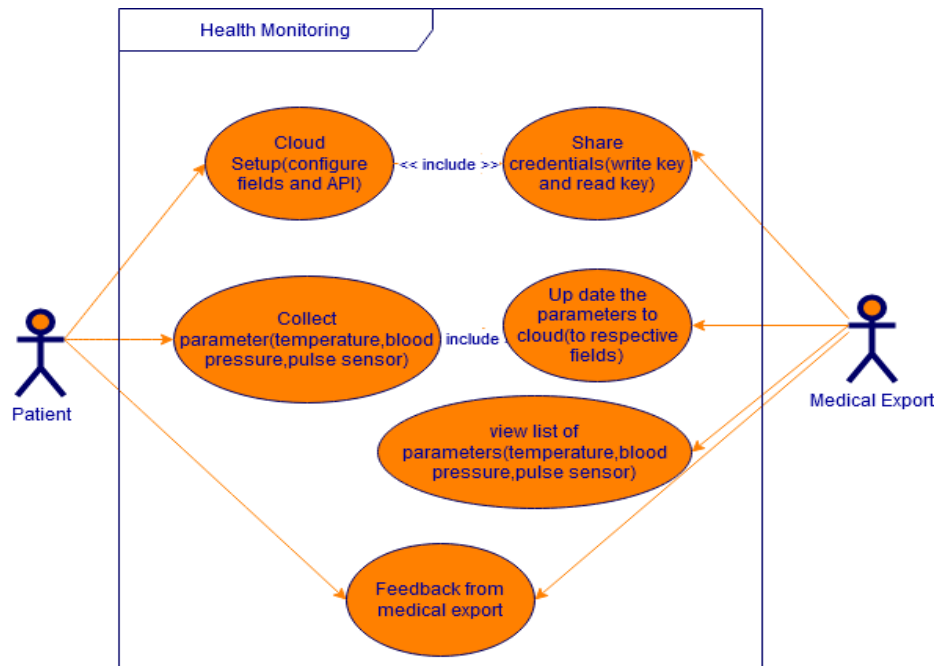 Health Monitoring
Cloud
Setup(configure
fields and API)
<< include >>
Share
credentials(write key
and read key)
Collect
parameter(temperature,blood
pressure,pulse sensor)
include
Up date the
parameters to
cloud(to respective
fields)
Patient
Medical Export
view list of
parameters(temperature,blood
pressure,pulse sensor)
Feedback from
medical export